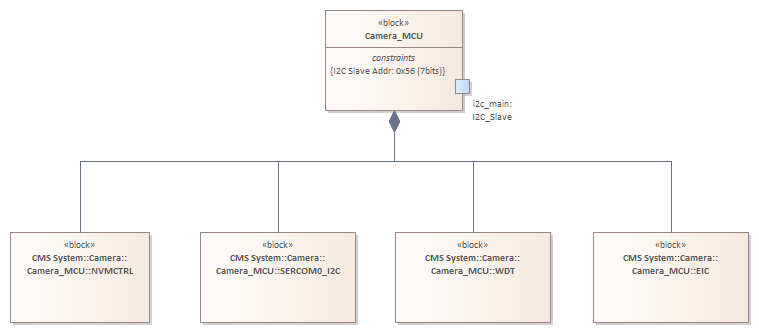 «block»
Camera_MCU
constraints
{I2C Slave Addr: 0x56 (7bits)}
i2c_main:
I2C_Slave
«block»
CMS System::Camera::
Camera_MCU::NVMCTRL
«block»
CMS System::Camera::
Camera_MCU::SERCOM0_I2C
«block»
CMS System::Camera::
Camera_MCU::WDT
«block»
CMS System::Camera::
Camera_MCU::EIC